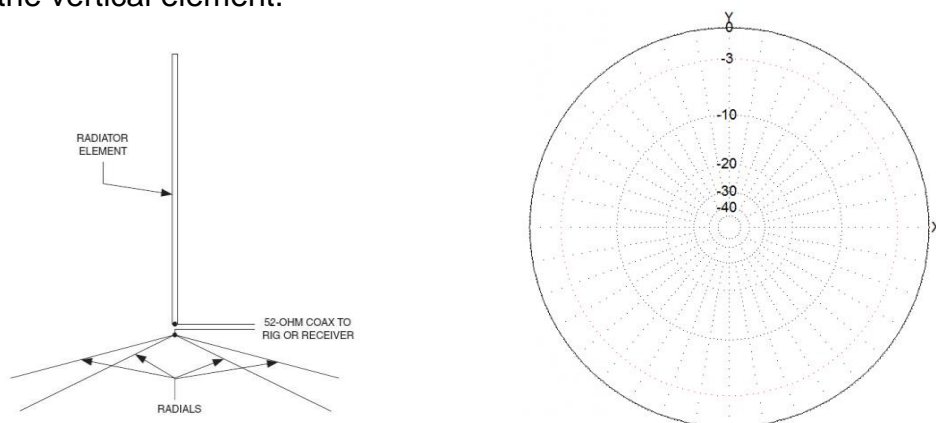 the vertical element.
RADIATOR
ELEMENT
52-OHM COAX TO
RIG OR RECEIVER
RADIALS
Y
0
-3
-10
-20
-30
-40
X